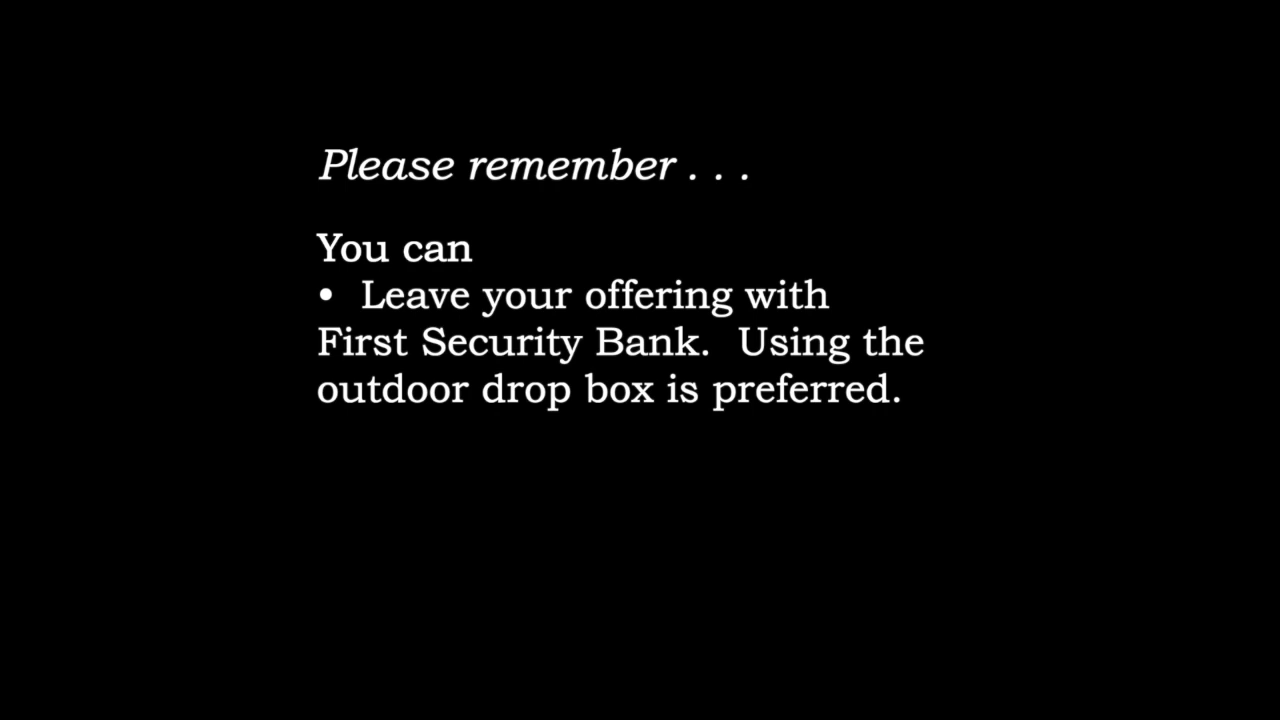 Please remember . . .
You can
• Leave your offering with
First Security Bank.  Using the
outdoor drop box is preferred.